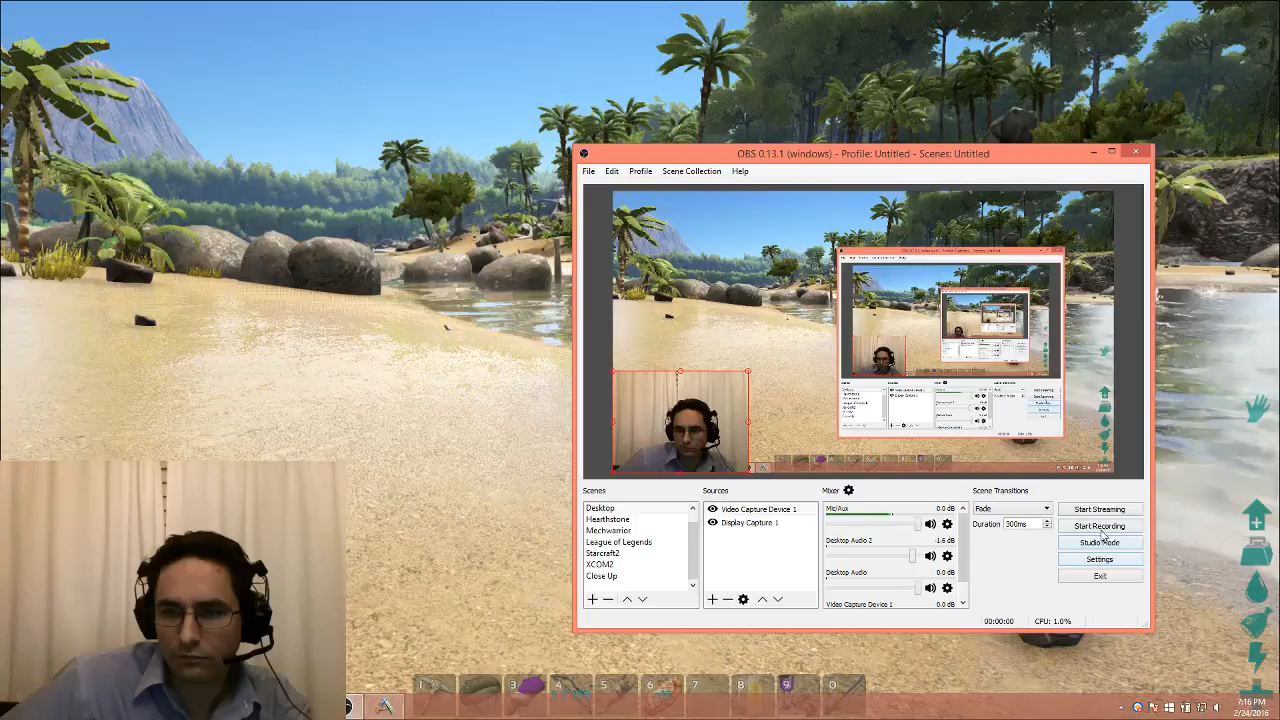 OBS 0.13.1 (windows) - Profile: Untitled - Scenes: Untitled
File Edit Profile Scene Collection Help
Scenes
Desktop
Hearthstone
Mechwarrior
League of Legends
Starcraft2
XCOM2
Close Up
Sources
Video Capture Device 1
Display Capture 1
Mixer
Mic/Aux 0.0 dB
Desktop Audio 2 -1.6 dB
Desktop Audio 0.0 dB
Video Capture Device 1
Scene Transitions
Fade
Duration 300ms
Start Streaming
Start Recording
Studio Mode
Settings
Exit
00:00:00 CPU: 1.0%
1 2 3 4 5 6 7 8 9 0
7:16 PM
2/24/2016